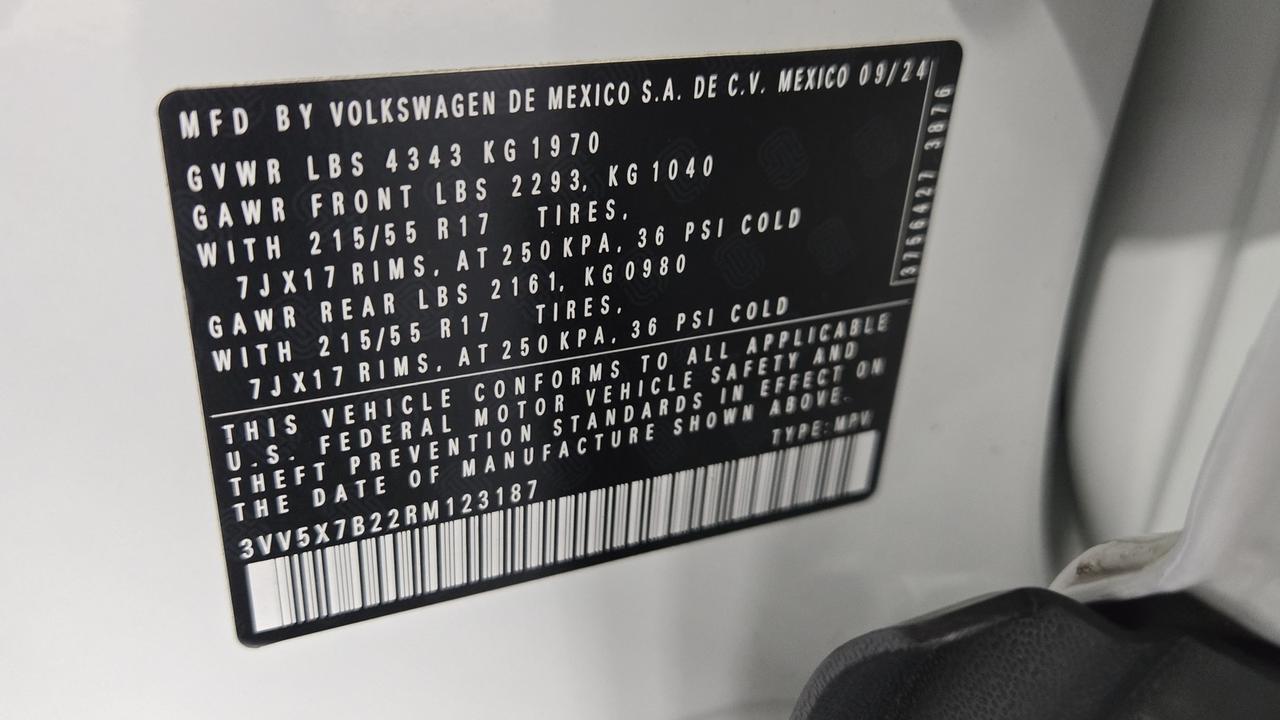 MFD BY VOLKSWAGEN DE MEXICO S.A. DE C.V. MEXICO 09/24
GVWR LBS 4343 KG 1970
GAWR FRONT LBS 2293, KG 1040
WITH 215/55 R17 TIRES,
7JX17 RIMS, AT 250 KPA, 36 PSI COLD
GAWR REAR LBS 2161, KG 0980
WITH 215/55 R17 TIRES,
7JX17 RIMS, AT 250 KPA, 36 PSI COLD
3756427 3876
THIS VEHICLE CONFORMS TO ALL APPLICABLE
U.S. FEDERAL MOTOR VEHICLE SAFETY AND
THEFT PREVENTION STANDARDS IN EFFECT ON
THE DATE OF MANUFACTURE SHOWN ABOVE.
TYPE: MPV
3VV5X7B22RM123187